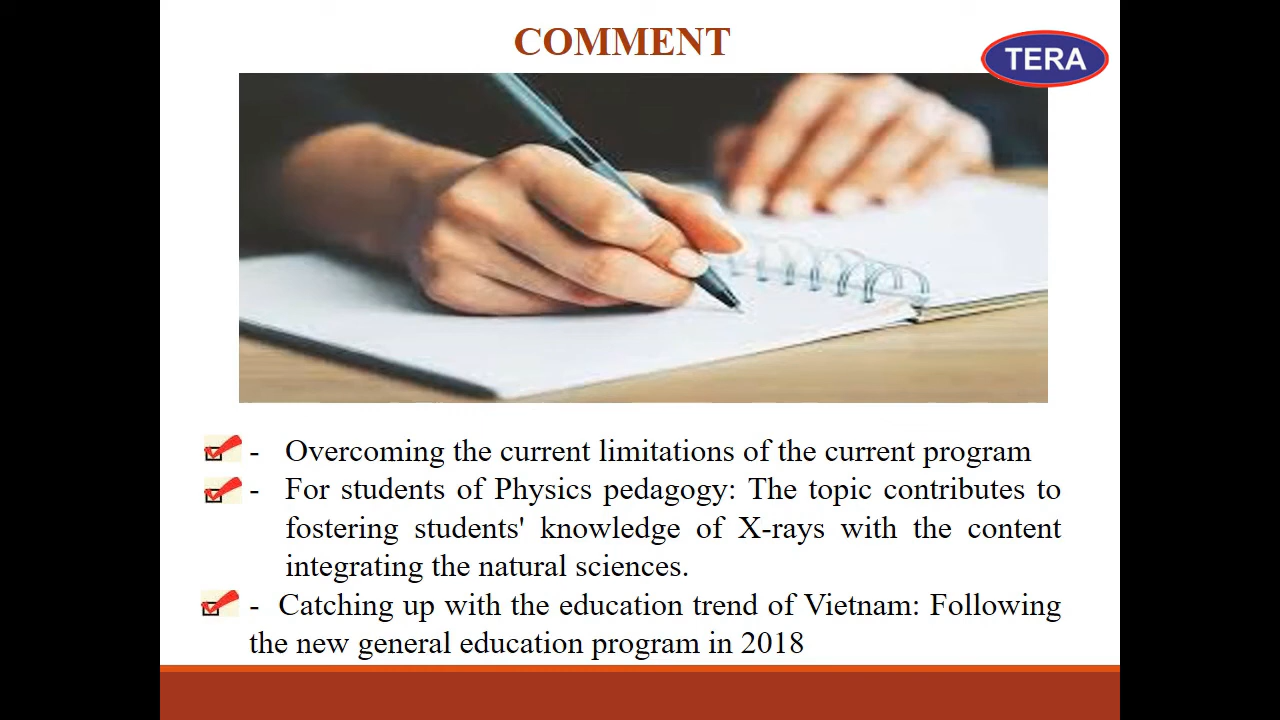 COMMENT
TERA
- Overcoming the current limitations of the current program
- For students of Physics pedagogy: The topic contributes to
fostering students' knowledge of X-rays with the content
integrating the natural sciences.
- Catching up with the education trend of Vietnam: Following
the new general education program in 2018